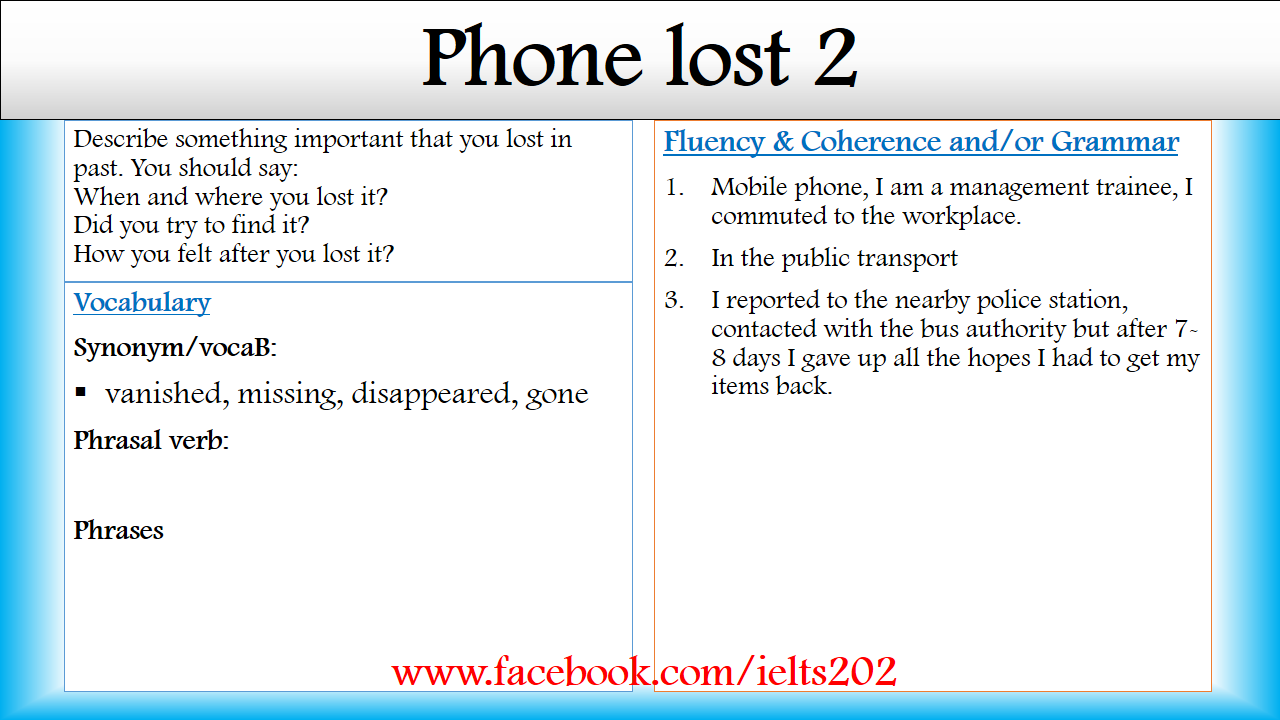 Phone lost 2
Describe something important that you lost in
past. You should say:
When and where you lost it?
Did you try to find it?
How you felt after you lost it?
Vocabulary
Synonym/vocaB:
▪ vanished, missing, disappeared, gone
Phrasal verb:
Phrases
Fluency & Coherence and/or Grammar
1. Mobile phone, I am a management trainee, I
commuted to the workplace.
2. In the public transport
3. I reported to the nearby police station,
contacted with the bus authority but after 7-
8 days I gave up all the hopes I had to get my
items back.
www.facebook.com/ielts202